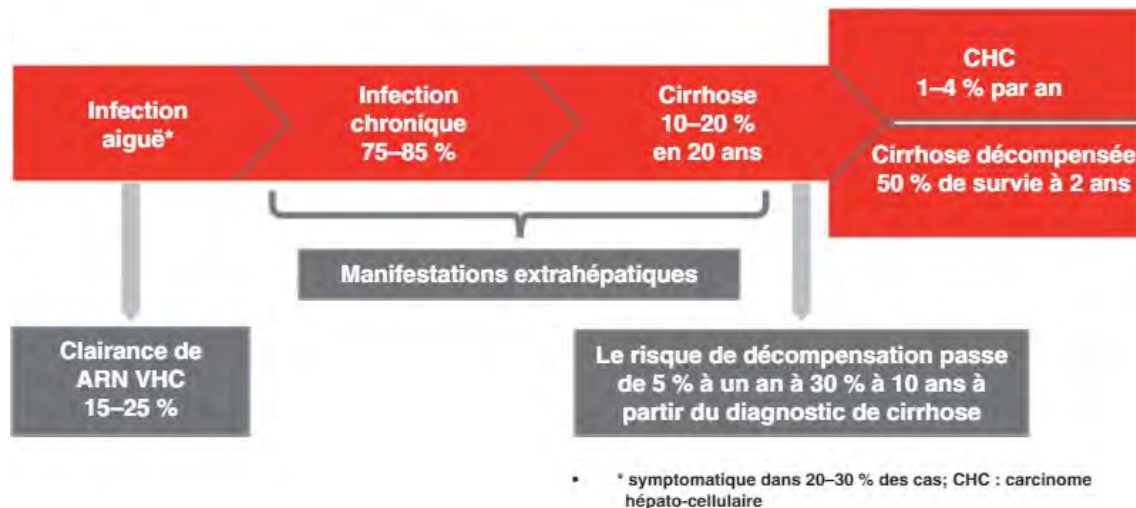 Infection
aiguë*
Infection
chronique
75–85 %
Cirrhose
10–20 %
en 20 ans
CHC
1–4 % par an
Cirrhose décompensée
50 % de survie à 2 ans
Manifestations extrahépatiques
Clairance de
ARN VHC
15–25 %
Le risque de décompensation passe
de 5 % à un an à 30 % à 10 ans à
partir du diagnostic de cirrhose
• * symptomatique dans 20–30 % des cas; CHC : carcinome
hépato-cellulaire